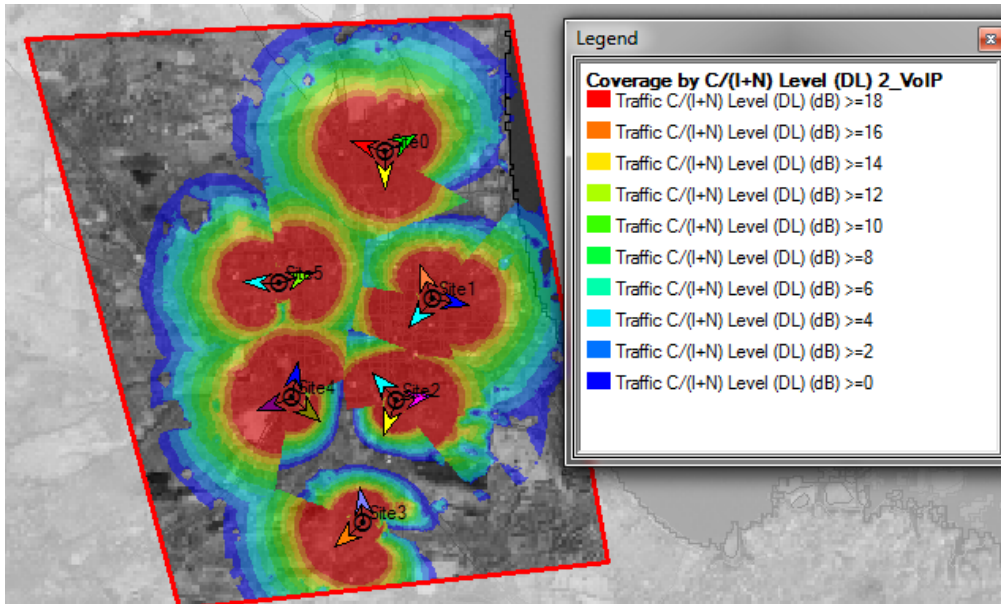 Legend
Coverage by C/(I+N) Level (DL) 2_VoIP
Traffic C/(I+N) Level (DL) (dB) >=18
Traffic C/(I+N) Level (DL) (dB) >=16
Traffic C/(I+N) Level (DL) (dB) >=14
Traffic C/(I+N) Level (DL) (dB) >=12
Traffic C/(I+N) Level (DL) (dB) >=10
Traffic C/(I+N) Level (DL) (dB) >=8
Traffic C/(I+N) Level (DL) (dB) >=6
Traffic C/(I+N) Level (DL) (dB) >=4
Traffic C/(I+N) Level (DL) (dB) >=2
Traffic C/(I+N) Level (DL) (dB) >=0
Site0
Site5
Site1
Site4
Site2
Site3